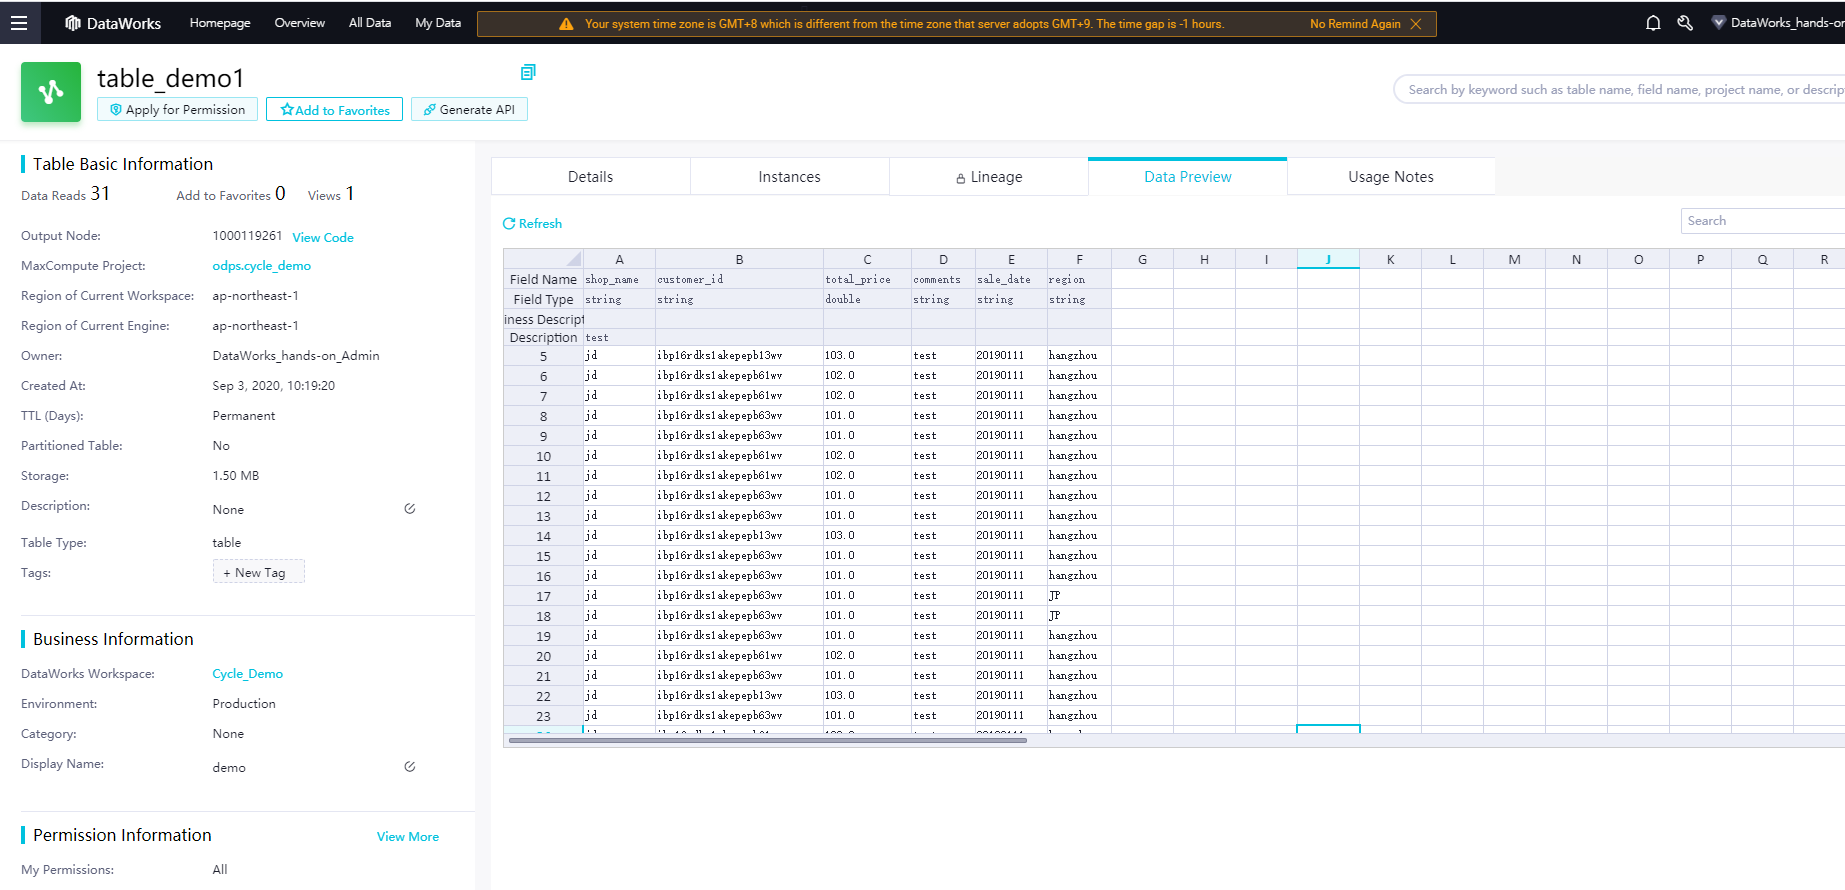 DataWorks Homepage Overview All Data My Data Your system time zone is GMT+8 which is different from the time zone that server adopts GMT+9. The time gap is -1 hours. No Remind Again DataWorks_hands-on
table_demo1
Apply for Permission Add to Favorites Generate API
Search by keyword such as table name, field name, project name, or descrip
Table Basic Information
Data Reads 31 Add to Favorites 0 Views 1
Output Node: 1000119261 View Code
MaxCompute Project: odps.cycle_demo
Region of Current Workspace: ap-northeast-1
Region of Current Engine: ap-northeast-1
Owner: DataWorks_hands-on_Admin
Created At: Sep 3, 2020, 10:19:20
TTL (Days): Permanent
Partitioned Table: No
Storage: 1.50 MB
Description: None
Table Type: table
Tags: + New Tag
Business Information
DataWorks Workspace: Cycle_Demo
Environment: Production
Category: None
Display Name: demo
Permission Information View More
My Permissions: All
Details Instances Lineage Data Preview Usage Notes
Refresh Search
A B C D E F G H I J K L M N O P Q R
Field Name shop_name customer_id total_price comments sale_date region
Field Type string string double string string string
iness Descript
Description test
5 jd ibp16rdks1akepepb13wv 103.0 test 20190111 hangzhou
6 jd ibp16rdks1akepepb61wv 102.0 test 20190111 hangzhou
7 jd ibp16rdks1akepepb61wv 102.0 test 20190111 hangzhou
8 jd ibp16rdks1akepepb63wv 101.0 test 20190111 hangzhou
9 jd ibp16rdks1akepepb63wv 101.0 test 20190111 hangzhou
10 jd ibp16rdks1akepepb61wv 102.0 test 20190111 hangzhou
11 jd ibp16rdks1akepepb61wv 102.0 test 20190111 hangzhou
12 jd ibp16rdks1akepepb63wv 101.0 test 20190111 hangzhou
13 jd ibp16rdks1akepepb63wv 101.0 test 20190111 hangzhou
14 jd ibp16rdks1akepepb13wv 103.0 test 20190111 hangzhou
15 jd ibp16rdks1akepepb63wv 101.0 test 20190111 hangzhou
16 jd ibp16rdks1akepepb63wv 101.0 test 20190111 hangzhou
17 jd ibp16rdks1akepepb63wv 101.0 test 20190111 JP
18 jd ibp16rdks1akepepb63wv 101.0 test 20190111 JP
19 jd ibp16rdks1akepepb63wv 101.0 test 20190111 hangzhou
20 jd ibp16rdks1akepepb61wv 102.0 test 20190111 hangzhou
21 jd ibp16rdks1akepepb63wv 101.0 test 20190111 hangzhou
22 jd ibp16rdks1akepepb13wv 103.0 test 20190111 hangzhou
23 jd ibp16rdks1akepepb63wv 101.0 test 20190111 hangzhou